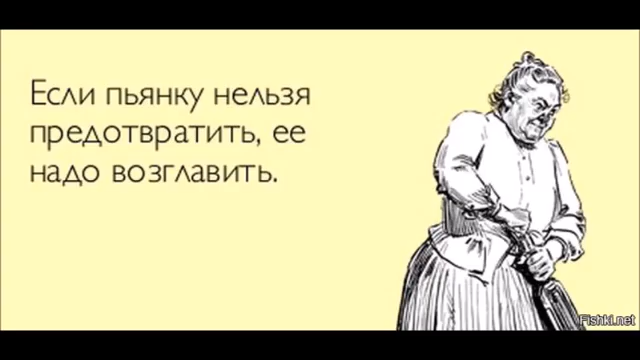 Если пьянку нельзя
предотвратить, ее
надо возглавить.
Fishki.net